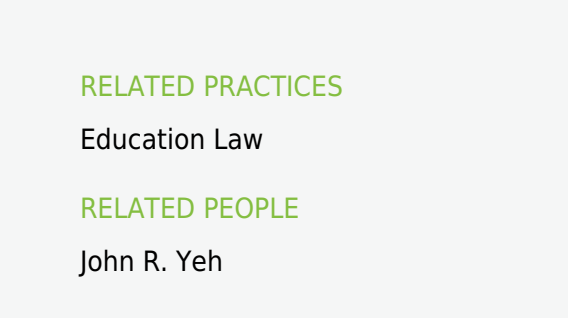 RELATED PRACTICES
Education Law
RELATED PEOPLE
John R. Yeh